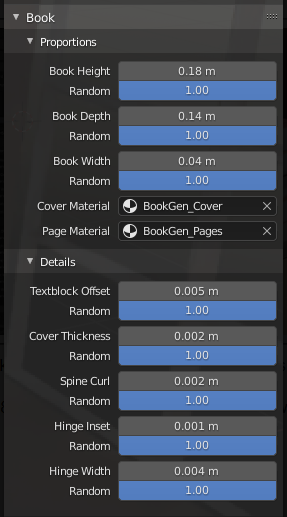 Book
Proportions
Book Height 0.18 m
Random 1.00
Book Depth 0.14 m
Random 1.00
Book Width 0.04 m
Random 1.00
Cover Material BookGen_Cover
Page Material BookGen_Pages
Details
Textblock Offset 0.005 m
Random 1.00
Cover Thickness 0.002 m
Random 1.00
Spine Curl 0.002 m
Random 1.00
Hinge Inset 0.001 m
Random 1.00
Hinge Width 0.004 m
Random 1.00